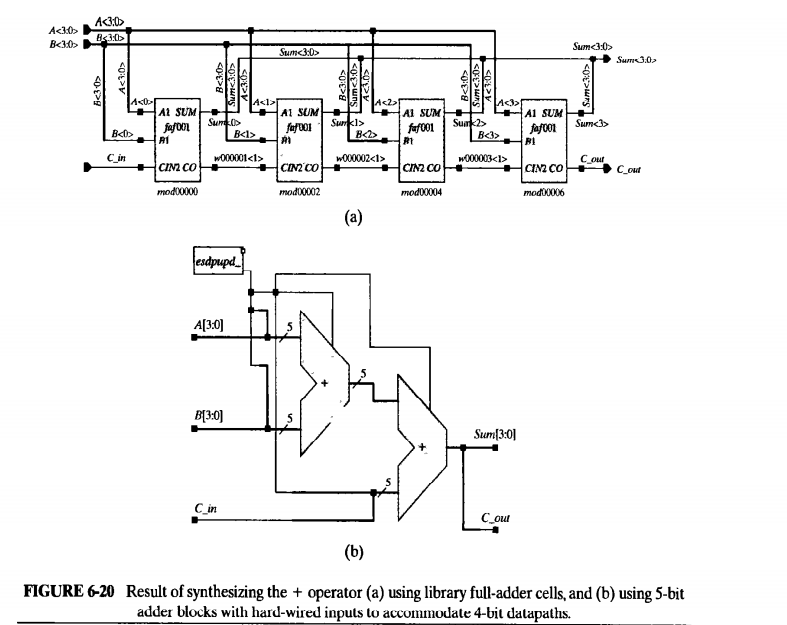 A<3:0>
A<3:0>
B<3:0>
B<3:0>
Sum<3:0>
Sum<3:0>
Sum<3:0>
B<3:0>
A<3:0>
B<3:0>
Sum<3:0>
A<3:0>
B<3:0>
Sum<3:0>
A<3:0>
B<3:0>
Sum<3:0>
A<3:0>
Sum<3:0>
A<0>
A<1>
A<2>
A<3>
A1 SUM
A1 SUM
A1 SUM
A1 SUM
Sum<0>
Sum<1>
Sum<2>
Sum<3>
faf001
faf001
faf001
faf001
B<0>
B<1>
B<2>
B<3>
B1
B1
B1
B1
C_in
w000001<1>
w000002<1>
w000003<1>
C_out
C_out
CIN2 CO
CIN2 CO
CIN2 CO
CIN2 CO
mod00000
mod00002
mod00004
mod00006
(a)
esdpupd_
A[3:0]
5
+
5
B[3:0]
5
Sum[3:0]
+
5
C_in
C_out
(b)
FIGURE 6-20 Result of synthesizing the + operator (a) using library full-adder cells, and (b) using 5-bit
adder blocks with hard-wired inputs to accommodate 4-bit datapaths.